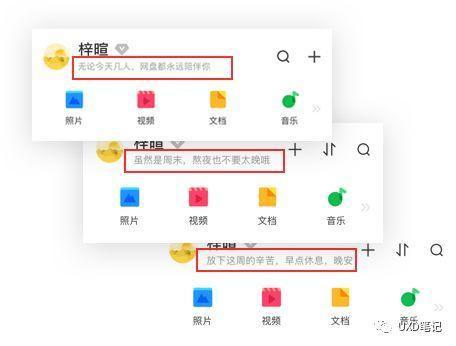 梓暄
无论今天几人，网盘都永远陪伴你
照片 视频 文档 音乐
梓暄
虽然是周末，熬夜也不要太晚哦
照片 视频 文档 音乐
梓暄
放下这周的辛苦，早点休息，晚安
照片 视频 文档 音乐
UXD笔记